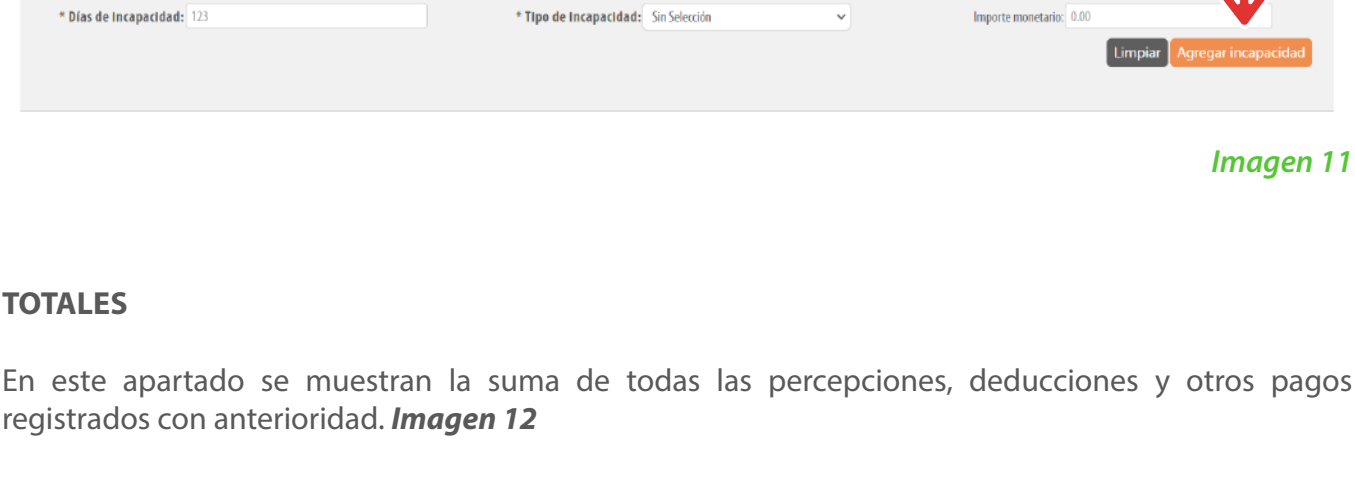 * Días de Incapacidad: 123 * Tipo de Incapacidad: Sin Selección Importe monetario: 0.00
Limpiar Agregar incapacidad
Imagen 11
TOTALES
En este apartado se muestran la suma de todas las percepciones, deducciones y otros pagos
registrados con anterioridad. Imagen 12